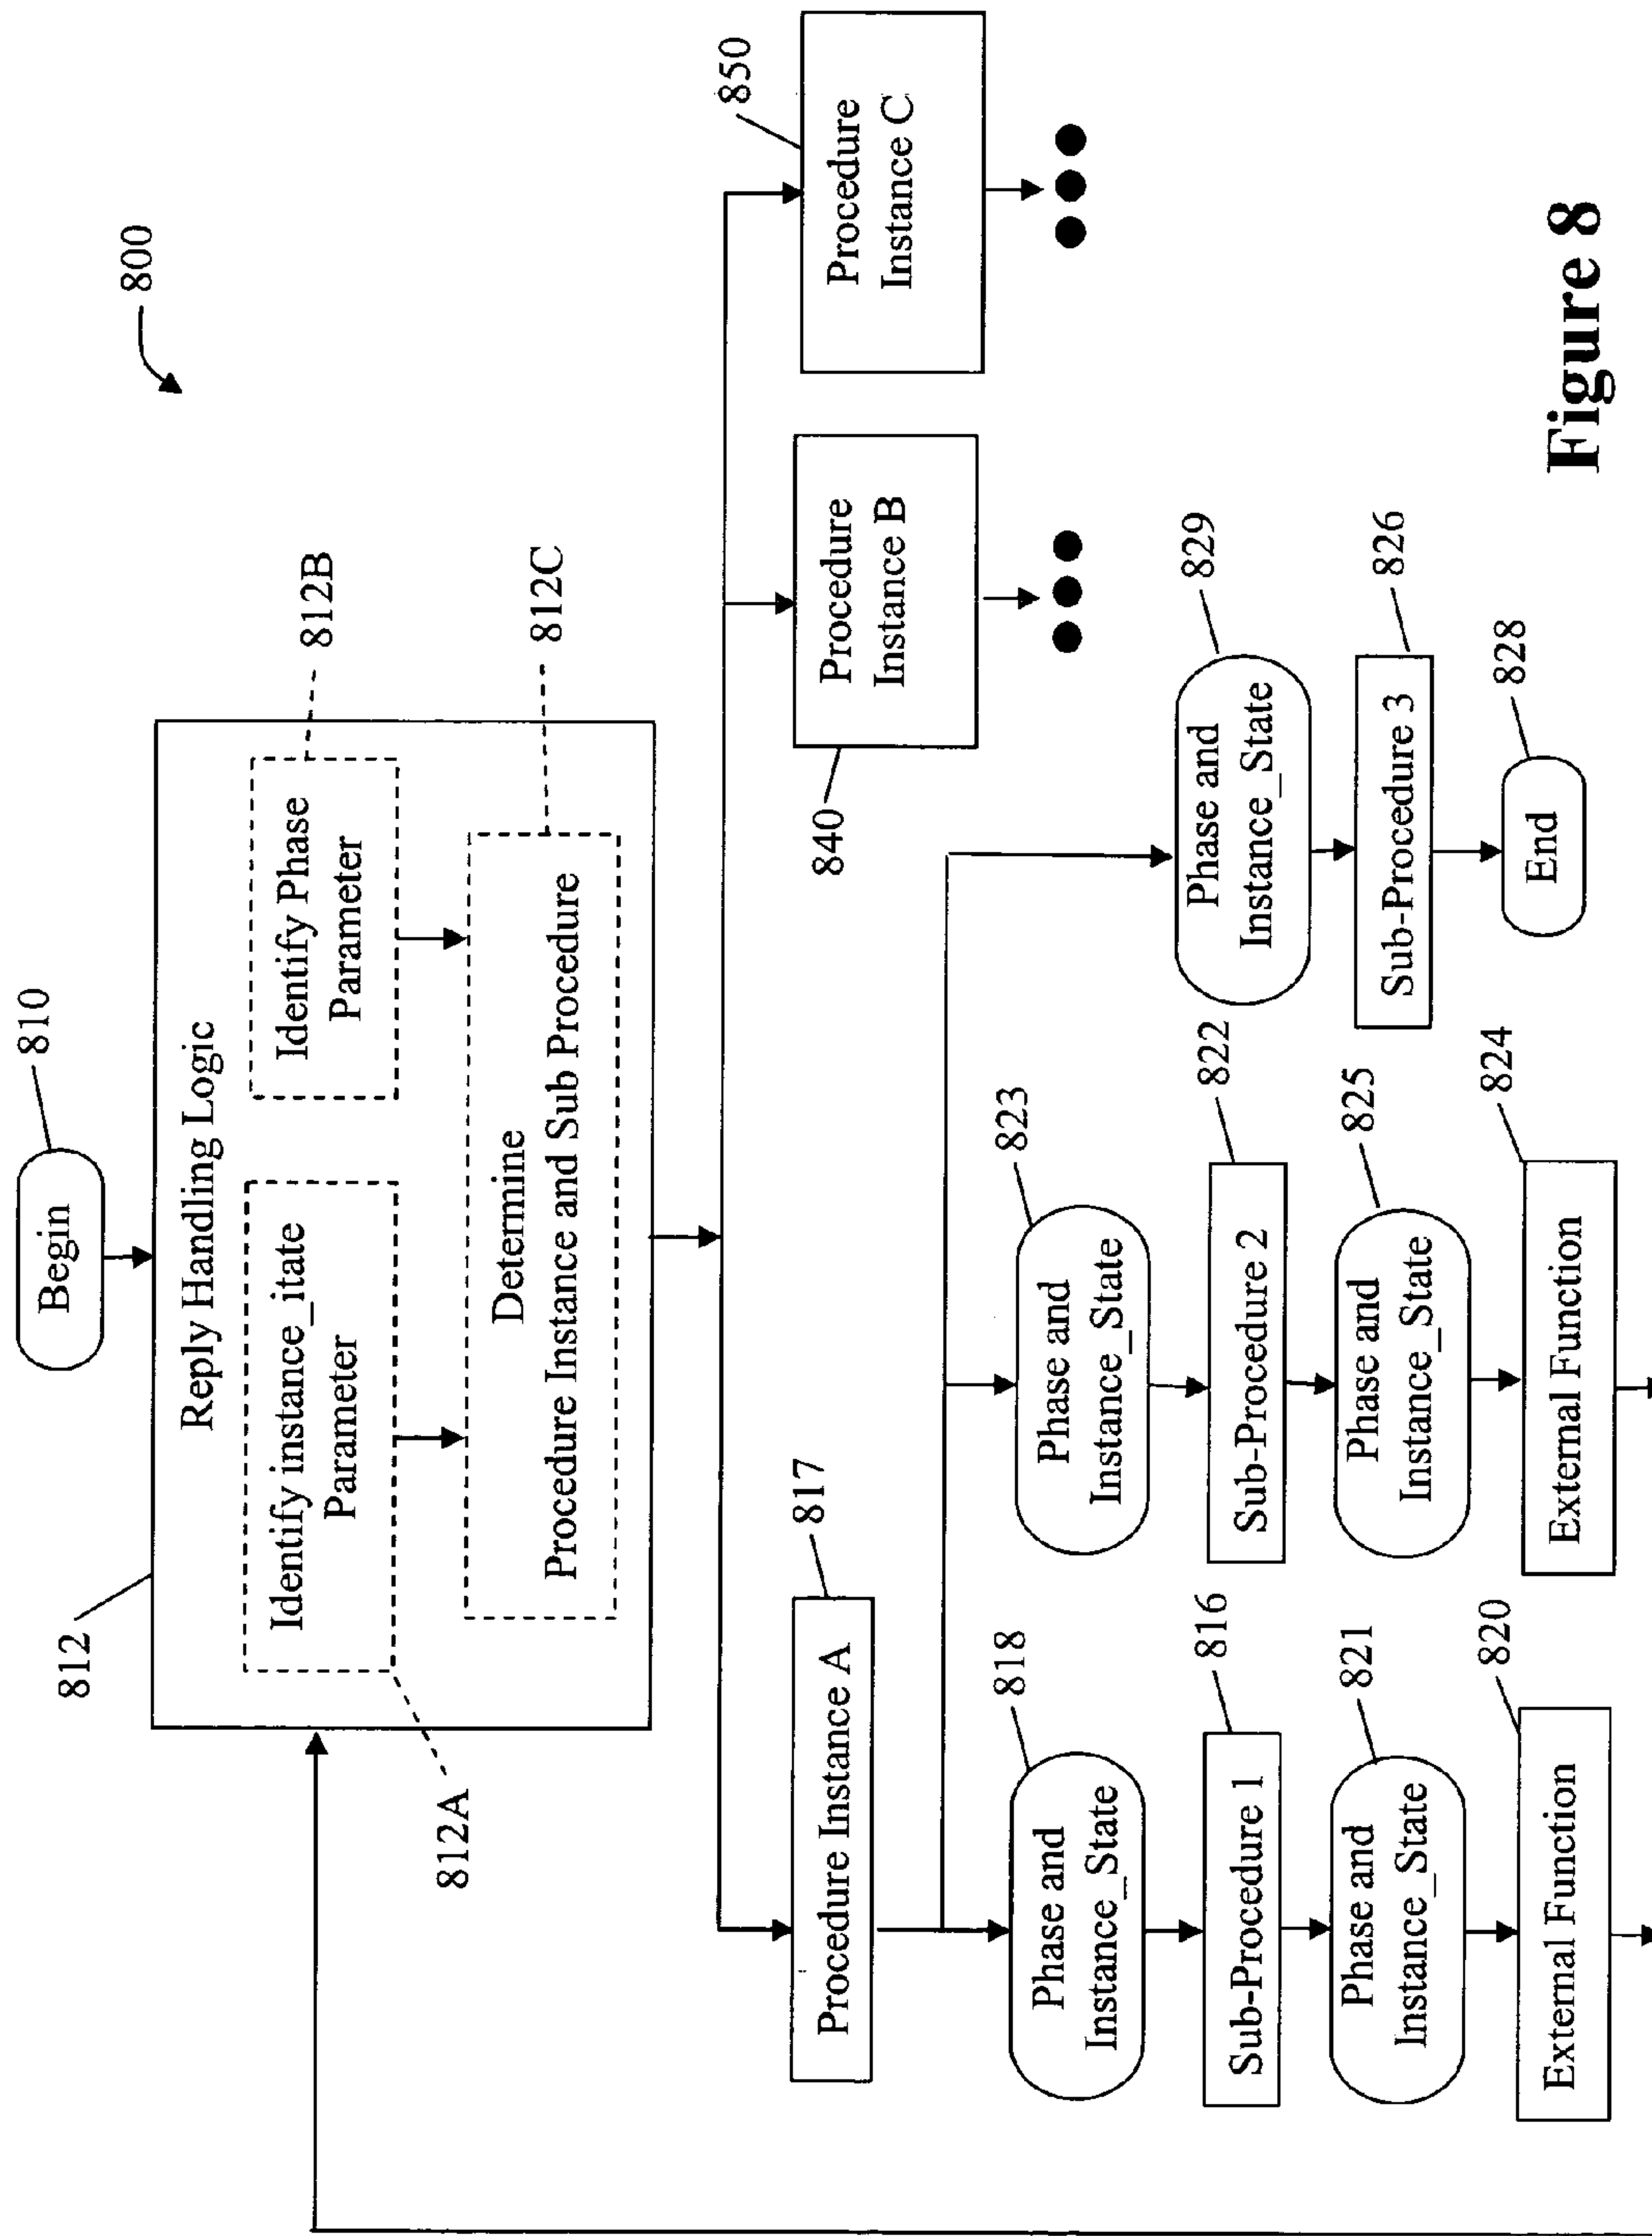 800
Begin
810
812
Reply Handling Logic
Identify instance_itate
Parameter
812A
Identify Phase
Parameter
812B
Determine
Procedure Instance and Sub Procedure
812C
Procedure Instance A
817
Procedure
Instance B
840
Procedure
Instance C
850
Phase and
Instance_State
818
Sub-Procedure 1
816
Phase and
Instance_State
821
External Function
820
Phase and
Instance_State
823
Sub-Procedure 2
822
Phase and
Instance_State
825
External Function
824
Phase and
Instance_State
829
Sub-Procedure 3
826
End
828
Figure 8